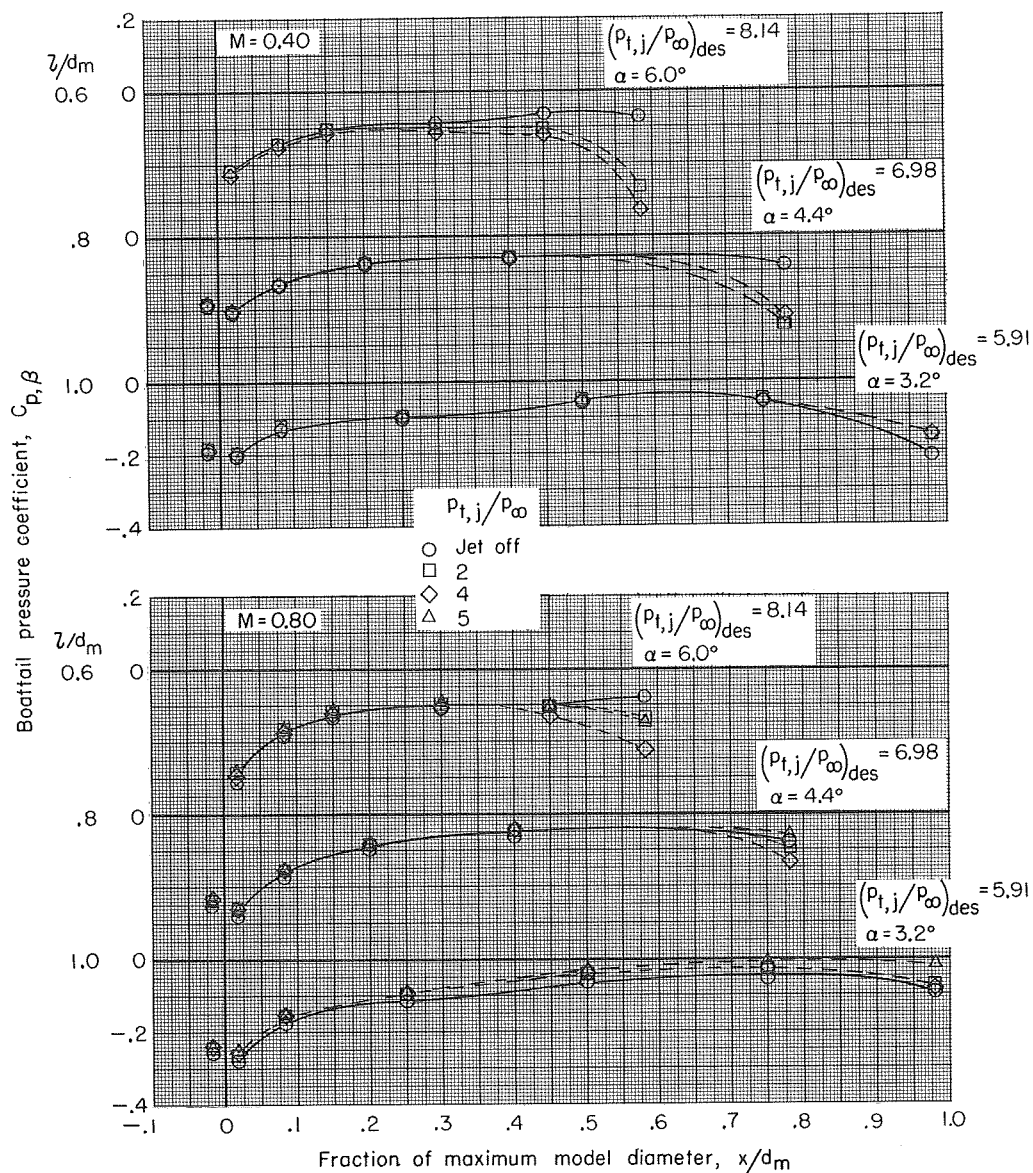 .2
M = 0.40
(p_t,j/p_∞)_des = 8.14
α = 6.0°
l/d_m
0.6 0
(p_t,j/p_∞)_des = 6.98
α = 4.4°
.8 0
(p_t,j/p_∞)_des = 5.91
α = 3.2°
1.0 0
-.2
-.4
Boattail pressure coefficient, C_p,β
p_t,j/p_∞
Jet off
2
4
5
.2
M = 0.80
(p_t,j/p_∞)_des = 8.14
α = 6.0°
l/d_m
0.6 0
(p_t,j/p_∞)_des = 6.98
α = 4.4°
.8 0
(p_t,j/p_∞)_des = 5.91
α = 3.2°
1.0 0
-.2
-.4
-.1 0 .1 .2 .3 .4 .5 .6 .7 .8 .9 1.0
Fraction of maximum model diameter, x/d_m